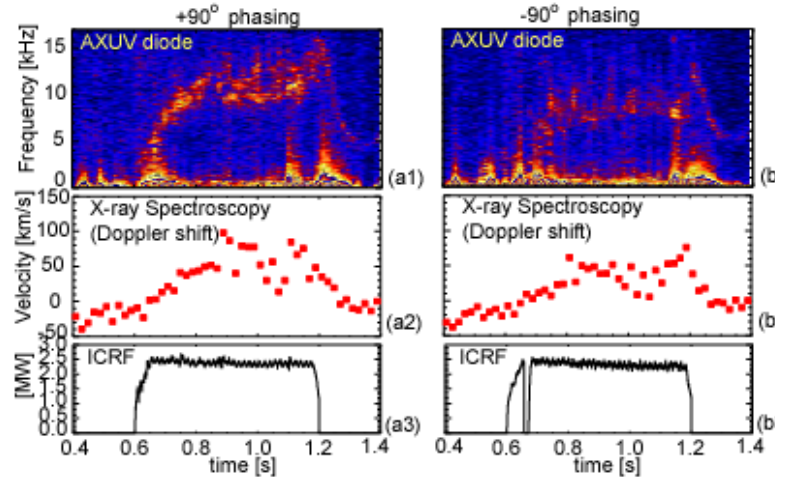 +90° phasing
-90° phasing
Frequency [kHz]
15
10
5
0
AXUV diode
(a1)
AXUV diode
(b
Velocity [km/s]
150
100
50
0
50
X-ray Spectroscopy
(Doppler shift)
(a2)
X-ray Spectroscopy
(Doppler shift)
(b
[MW]
3.0
2.5
2.0
1.5
1.0
0.5
0.0
ICRF
(a3)
ICRF
(b
0.4 0.6 0.8 1.0 1.2 1.4
time [s]
0.4 0.6 0.8 1.0 1.2 1.4
time [s]